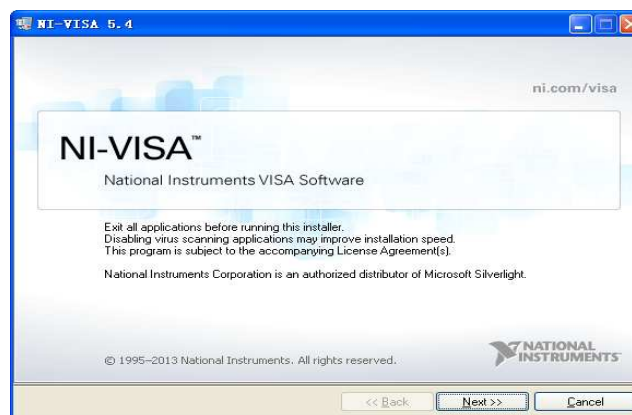 NI-VISA 5.4
ni.com/visa
NI-VISA™
National Instruments VISA Software
Exit all applications before running this installer.
Disabling virus scanning applications may improve installation speed.
This program is subject to the accompanying License Agreement(s).
National Instruments Corporation is an authorized distributor of Microsoft Silverlight.
© 1995–2013 National Instruments. All rights reserved.
NATIONAL
INSTRUMENTS™
<< Back
Next >>
Cancel